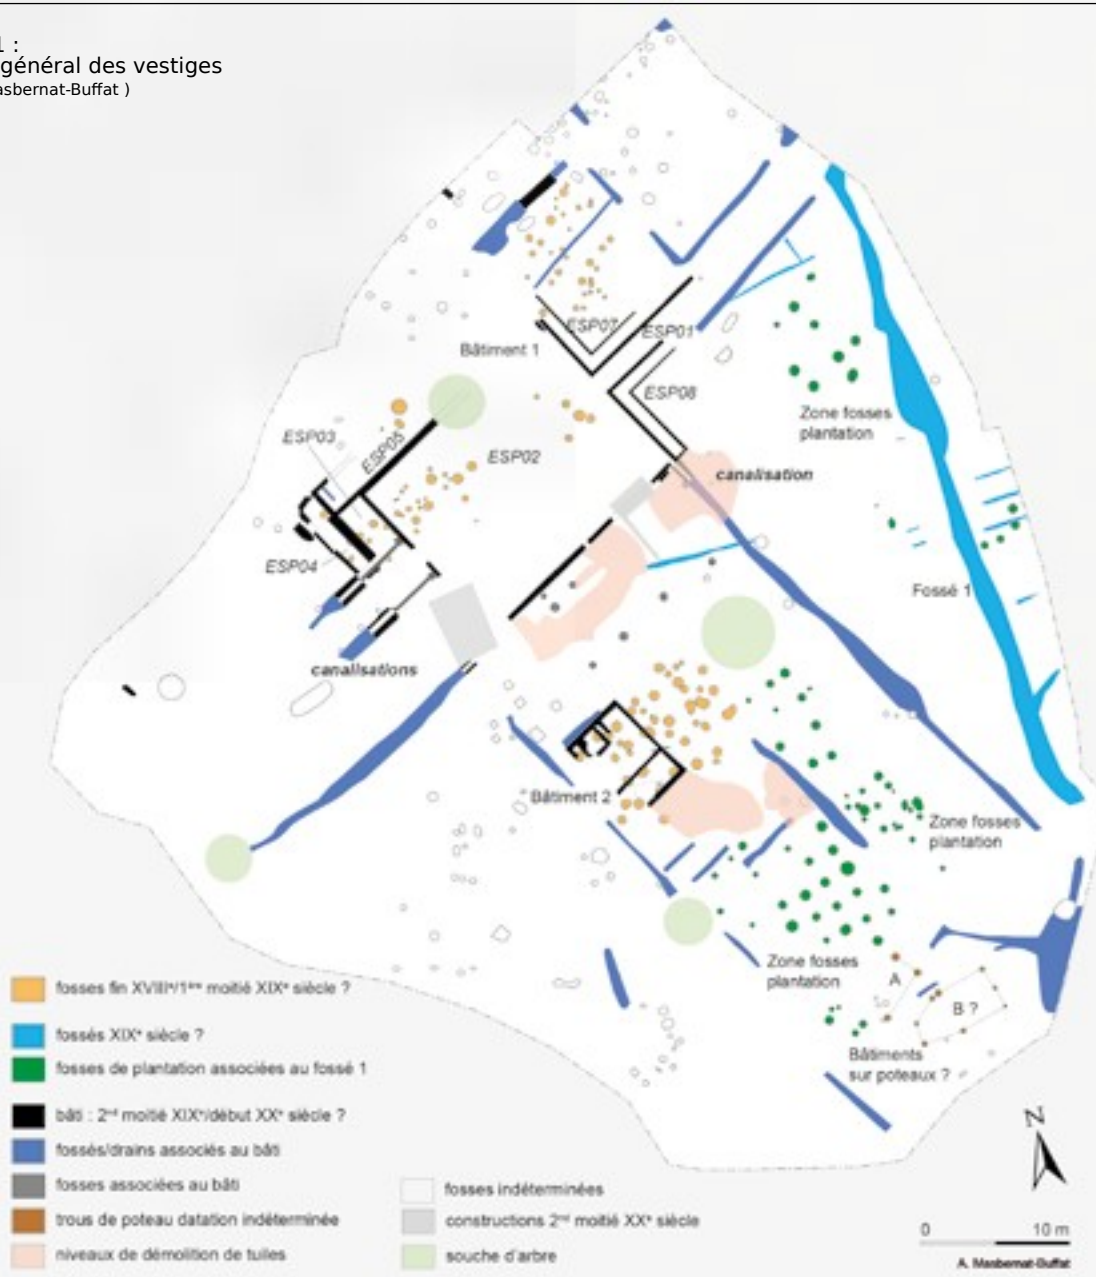 1 :
général des vestiges
asbernat-Buffat )
ESP07
ESP01
Bâtiment 1
ESP08
Zone fosses
plantation
ESP03
ESP05
ESP02
canalisation
ESP04
Fossé 1
canalisations
Bâtiment 2
Zone fosses
plantation
Zone fosses
plantation
A
B ?
Bâtiments
sur poteaux ?
fosses fin XVIIIᵉ/1ᵉʳᵉ moitié XIXᵉ siècle ?
fossés XIXᵉ siècle ?
fosses de plantation associées au fossé 1
bâti : 2ⁿᵈ moitié XIXᵉ/début XXᵉ siècle ?
fossés/drains associés au bâti
fosses associées au bâti
trous de poteau datation indéterminée
niveaux de démolition de tuiles
fosses indéterminées
constructions 2ⁿᵈ moitié XXᵉ siècle
souche d'arbre
N
0 10 m
A. Masbernat-Buffat